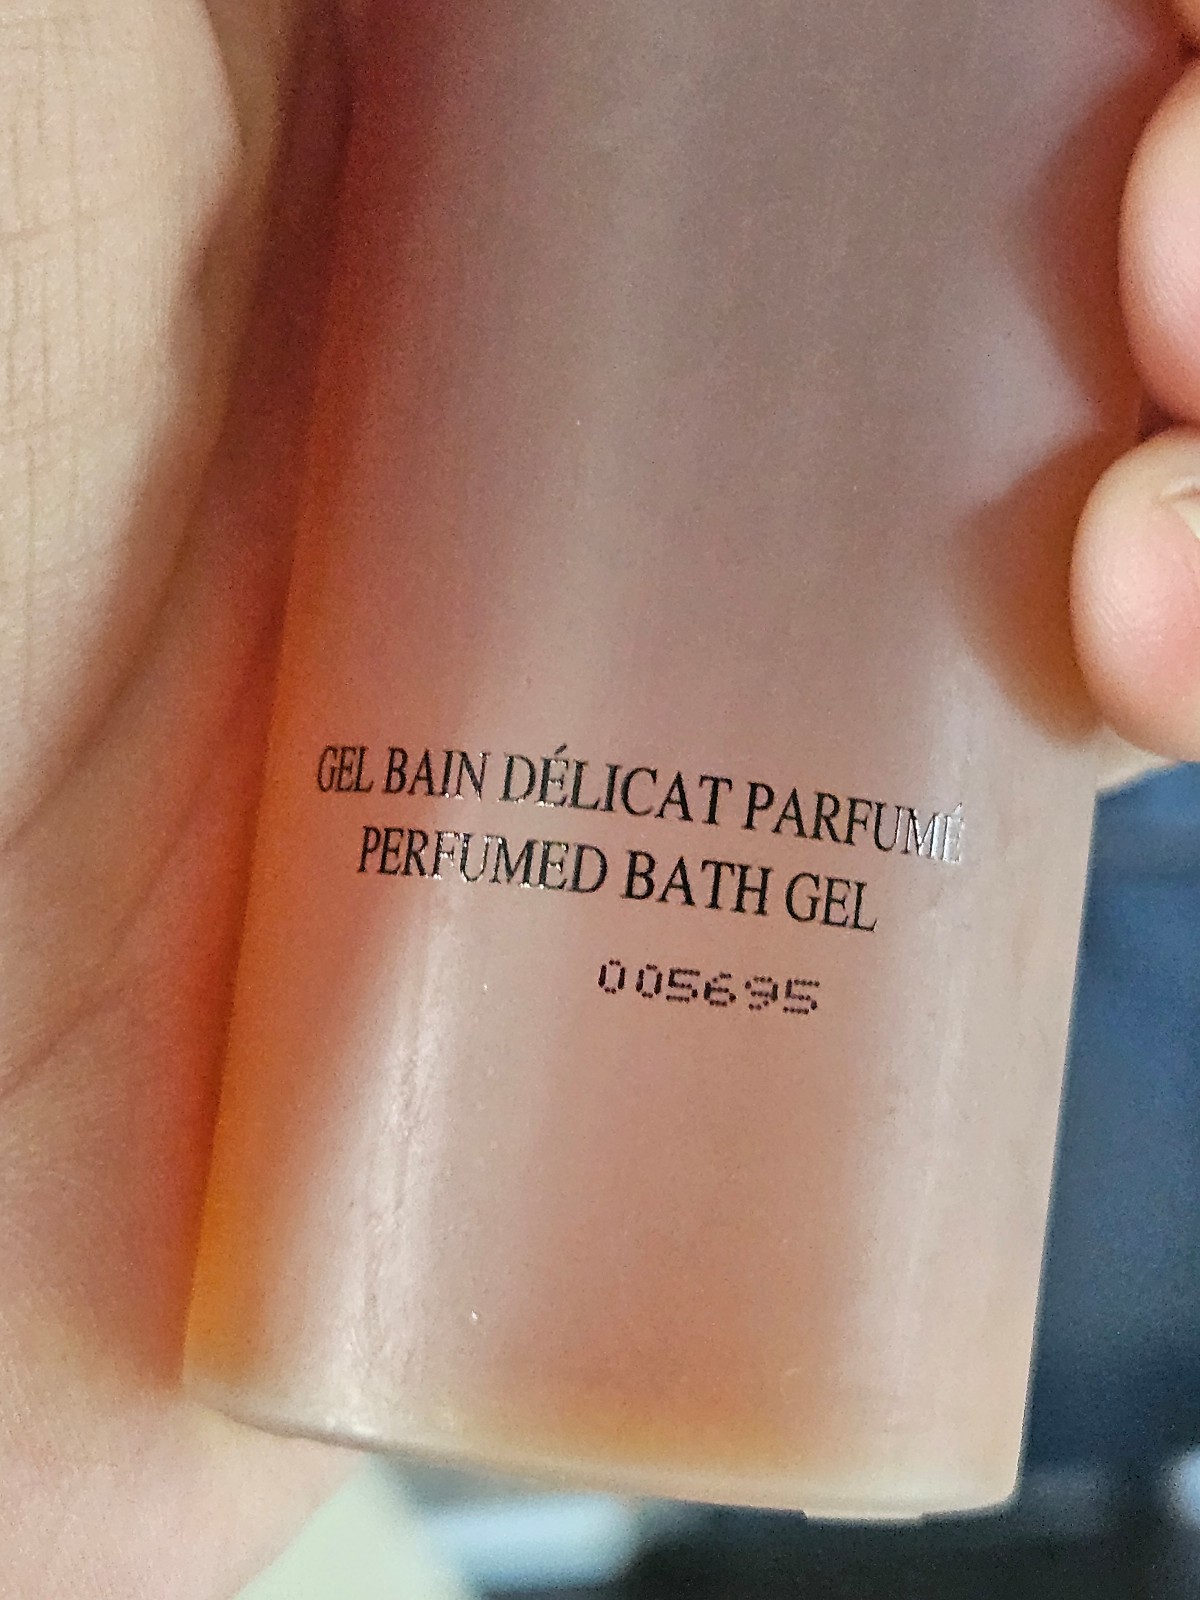 GEL BAIN DÉLICAT PARFUMÉ
PERFUMED BATH GEL
005695